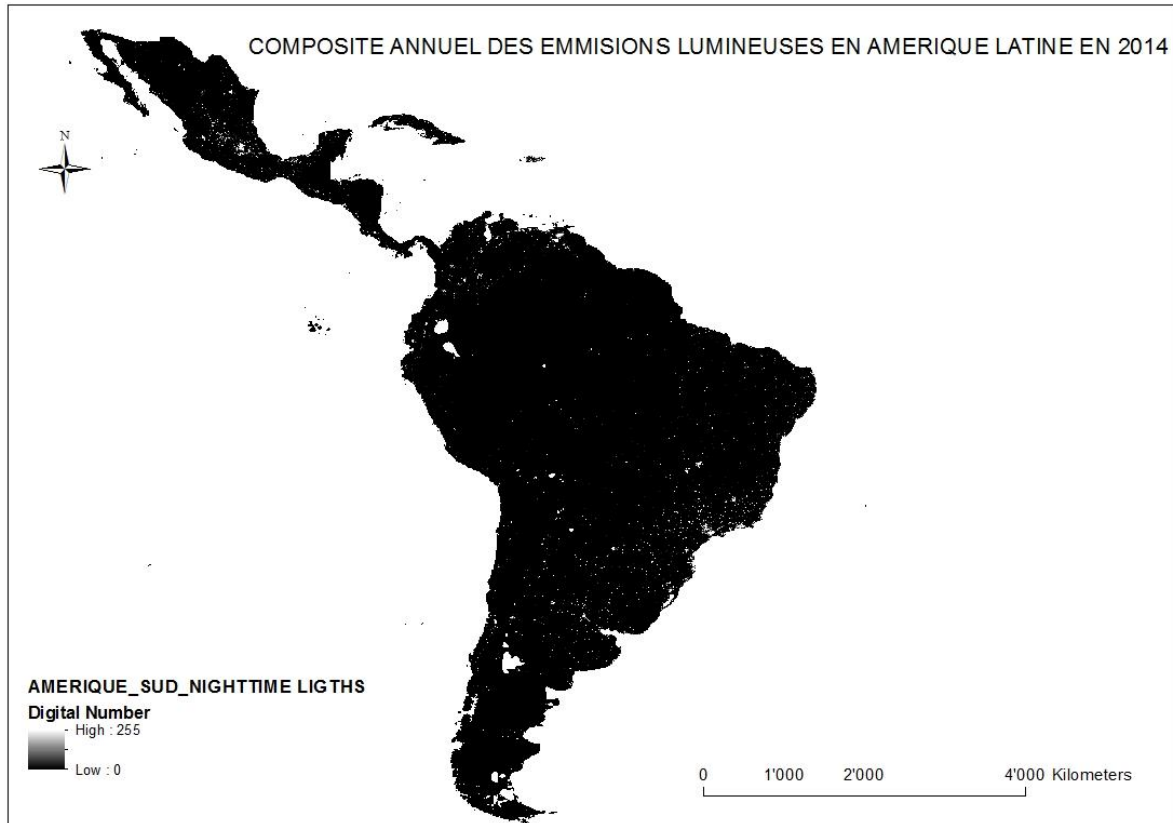 COMPOSITE ANNUEL DES EMMISIONS LUMINEUSES EN AMERIQUE LATINE EN 2014
N
AMERIQUE_SUD_NIGHTTIME LIGTHS
Digital Number
High : 255
Low : 0
0 1'000 2'000 4'000 Kilometers